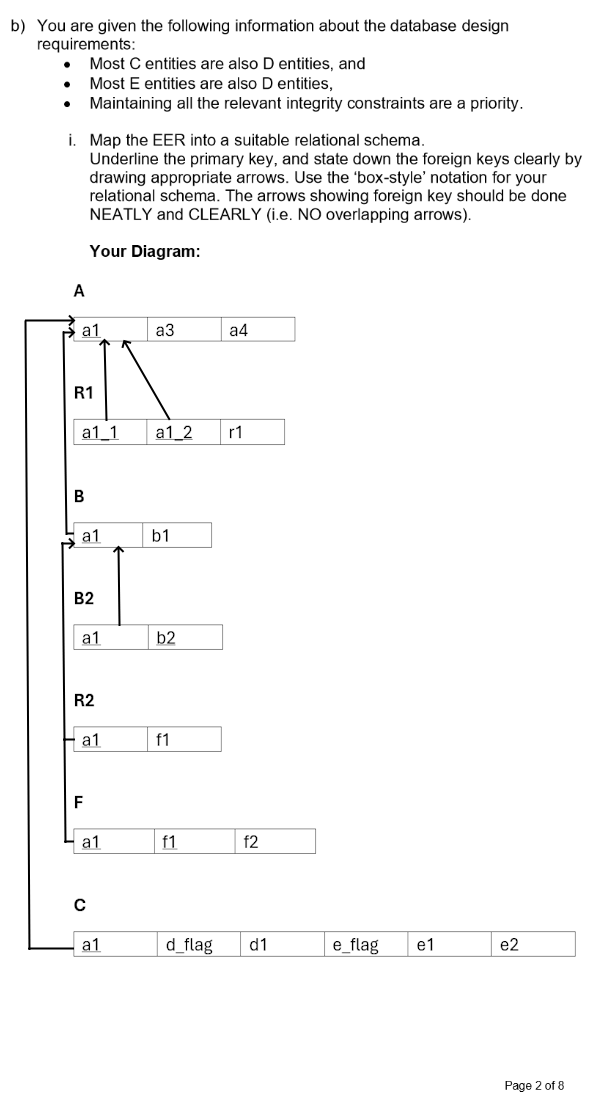 b) You are given the following information about the database design
requirements:
• Most C entities are also D entities, and
• Most E entities are also D entities,
• Maintaining all the relevant integrity constraints are a priority.
i. Map the EER into a suitable relational schema.
Underline the primary key, and state down the foreign keys clearly by
drawing appropriate arrows. Use the ‘box-style’ notation for your
relational schema. The arrows showing foreign key should be done
NEATLY and CLEARLY (i.e. NO overlapping arrows).
Your Diagram:
A
a1 a3 a4
R1
a1_1 a1_2 r1
B
a1 b1
B2
a1 b2
R2
a1 f1
F
a1 f1 f2
C
a1 d_flag d1 e_flag e1 e2
Page 2 of 8